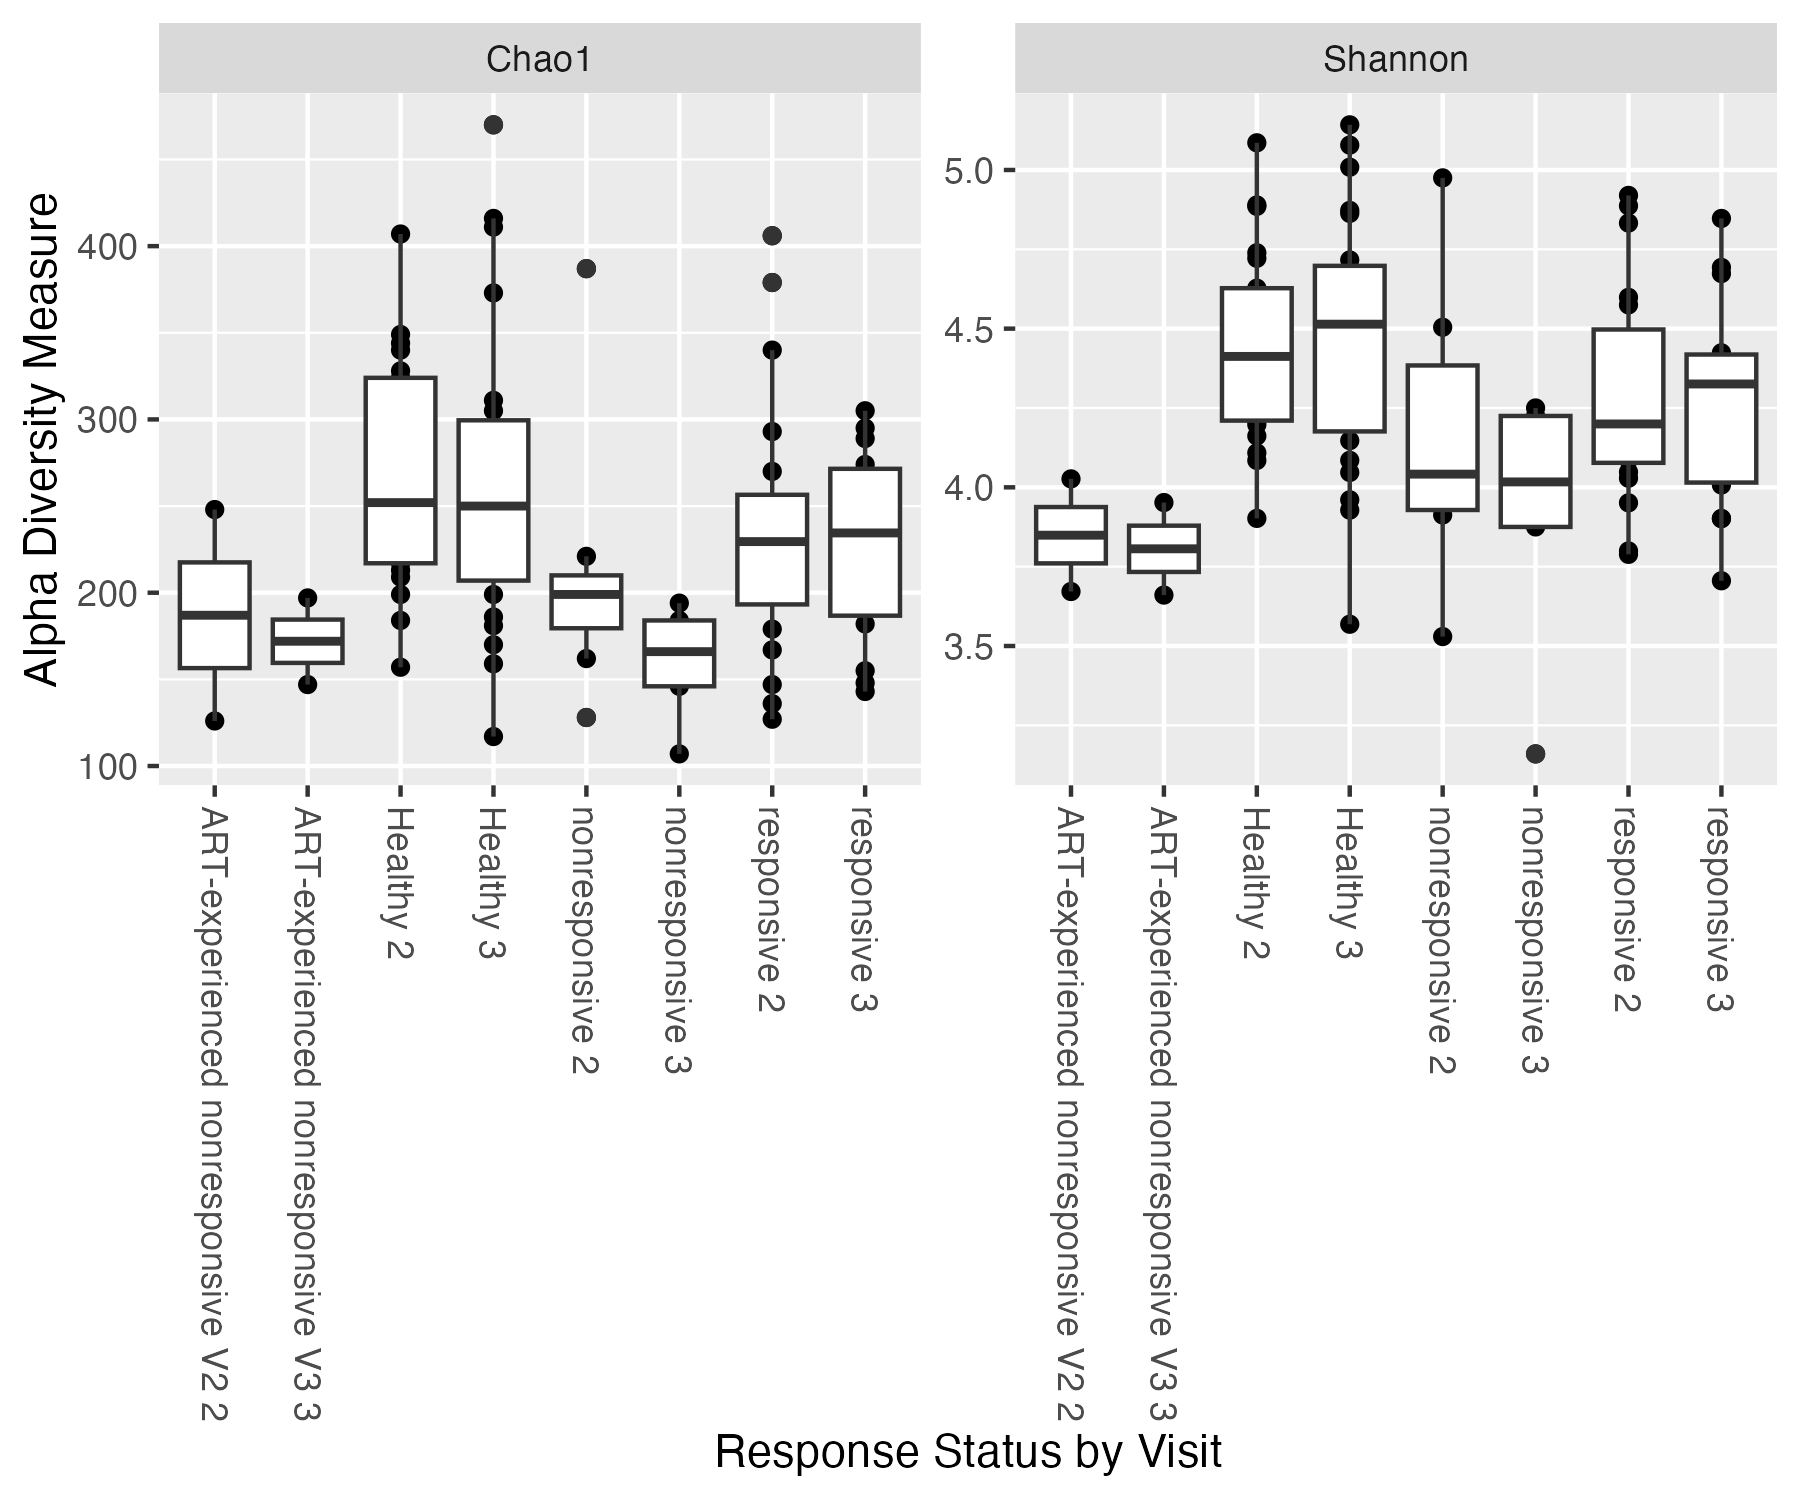 Chao1
Shannon
Alpha Diversity Measure
400
300
200
100
5.0
4.5
4.0
3.5
ART-experienced nonresponsive V2 2
ART-experienced nonresponsive V3 3
Healthy 2
Healthy 3
nonresponsive 2
nonresponsive 3
responsive 2
responsive 3
ART-experienced nonresponsive V2 2
ART-experienced nonresponsive V3 3
Healthy 2
Healthy 3
nonresponsive 2
nonresponsive 3
responsive 2
responsive 3
Response Status by Visit